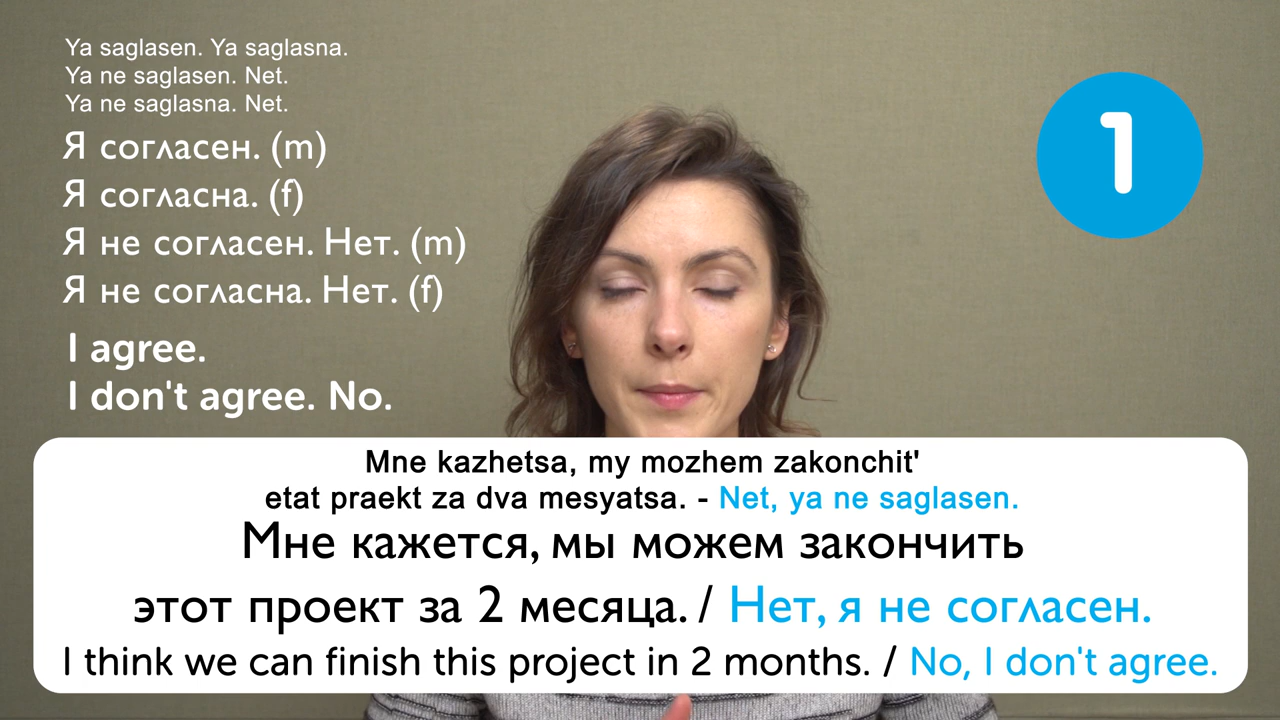 Ya saglasen. Ya saglasna.
Ya ne saglasen. Net.
Ya ne saglasna. Net.
Я согласен. (m)
Я согласна. (f)
Я не согласен. Нет. (m)
Я не согласна. Нет. (f)
I agree.
I don't agree. No.
1
Mne kazhetsa, my mozhem zakonchit'
etat praekt za dva mesyatsa. - Net, ya ne saglasen.
Мне кажется, мы можем закончить
этот проект за 2 месяца. / Нет, я не согласен.
I think we can finish this project in 2 months. / No, I don't agree.